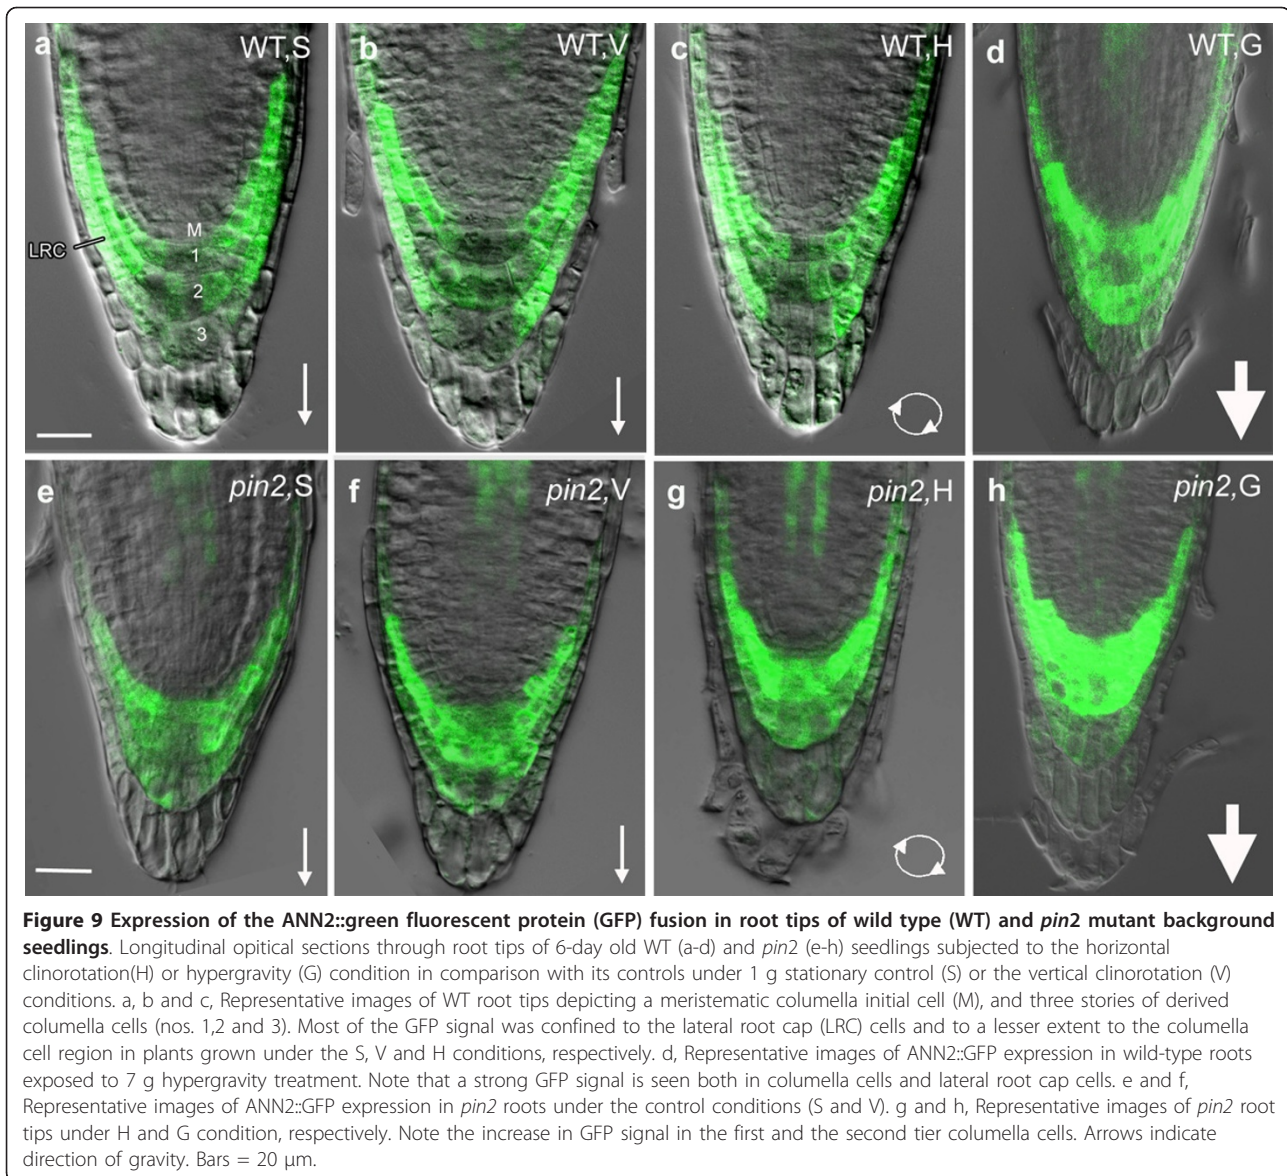 a
WT,S
b
WT,V
c
WT,H
d
WT,G
LRC
M
1
2
3
e
pin2,S
f
pin2,V
g
pin2,H
h
pin2,G
Figure 9 Expression of the ANN2::green fluorescent protein (GFP) fusion in root tips of wild type (WT) and pin2 mutant background
seedlings. Longitudinal opitical sections through root tips of 6-day old WT (a-d) and pin2 (e-h) seedlings subjected to the horizontal
clinorotation(H) or hypergravity (G) condition in comparison with its controls under 1 g stationary control (S) or the vertical clinorotation (V)
conditions. a, b and c, Representative images of WT root tips depicting a meristematic columella initial cell (M), and three stories of derived
columella cells (nos. 1,2 and 3). Most of the GFP signal was confined to the lateral root cap (LRC) cells and to a lesser extent to the columella
cell region in plants grown under the S, V and H conditions, respectively. d, Representative images of ANN2::GFP expression in wild-type roots
exposed to 7 g hypergravity treatment. Note that a strong GFP signal is seen both in columella cells and lateral root cap cells. e and f,
Representative images of ANN2::GFP expression in pin2 roots under the control conditions (S and V). g and h, Representative images of pin2 root
tips under H and G condition, respectively. Note the increase in GFP signal in the first and the second tier columella cells. Arrows indicate
direction of gravity. Bars = 20 μm.